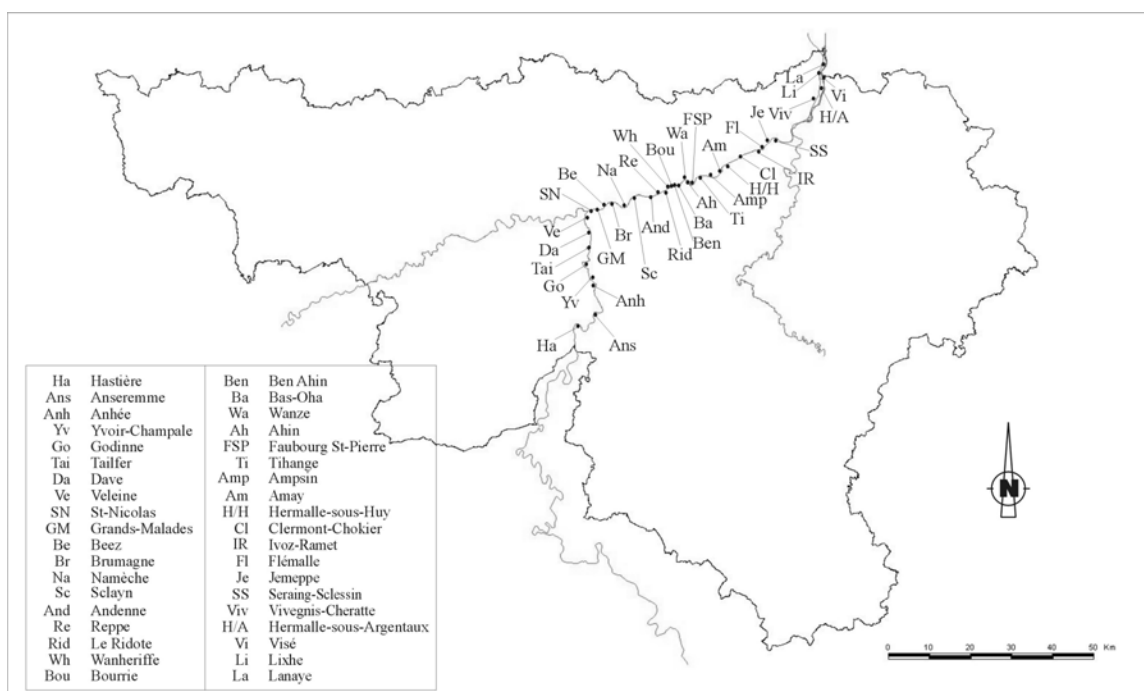 La
Li
Vi
Viv
H/A
Je
FSP
Fl
Wa
Wh
Am
SS
Bou
Re
Cl
IR
Na
H/H
Be
Amp
Ah
Ti
SN
Ba
And
Ben
Ve
Br
Rid
Da
GM
Sc
Tai
Go
Yv
Anh
Ha
Ans
Ha Hastière
Ans Anseremme
Anh Anhée
Yv Yvoir-Champale
Go Godinne
Tai Tailfer
Da Dave
Ve Veleine
SN St-Nicolas
GM Grands-Malades
Be Beez
Br Brumagne
Na Namèche
Sc Sclayn
And Andenne
Re Reppe
Rid Le Ridote
Wh Wanheriffe
Bou Bourrie
Ben Ben Ahin
Ba Bas-Oha
Wa Wanze
Ah Ahin
FSP Faubourg St-Pierre
Ti Tihange
Amp Ampsin
Am Amay
H/H Hermalle-sous-Huy
Cl Clermont-Chokier
IR Ivoz-Ramet
Fl Flémalle
Je Jemeppe
SS Seraing-Sclessin
Viv Vivegnis-Cheratte
H/A Hermalle-sous-Argentaux
Vi Visé
Li Lixhe
La Lanaye
N
0 10 20 30 40 50 Km